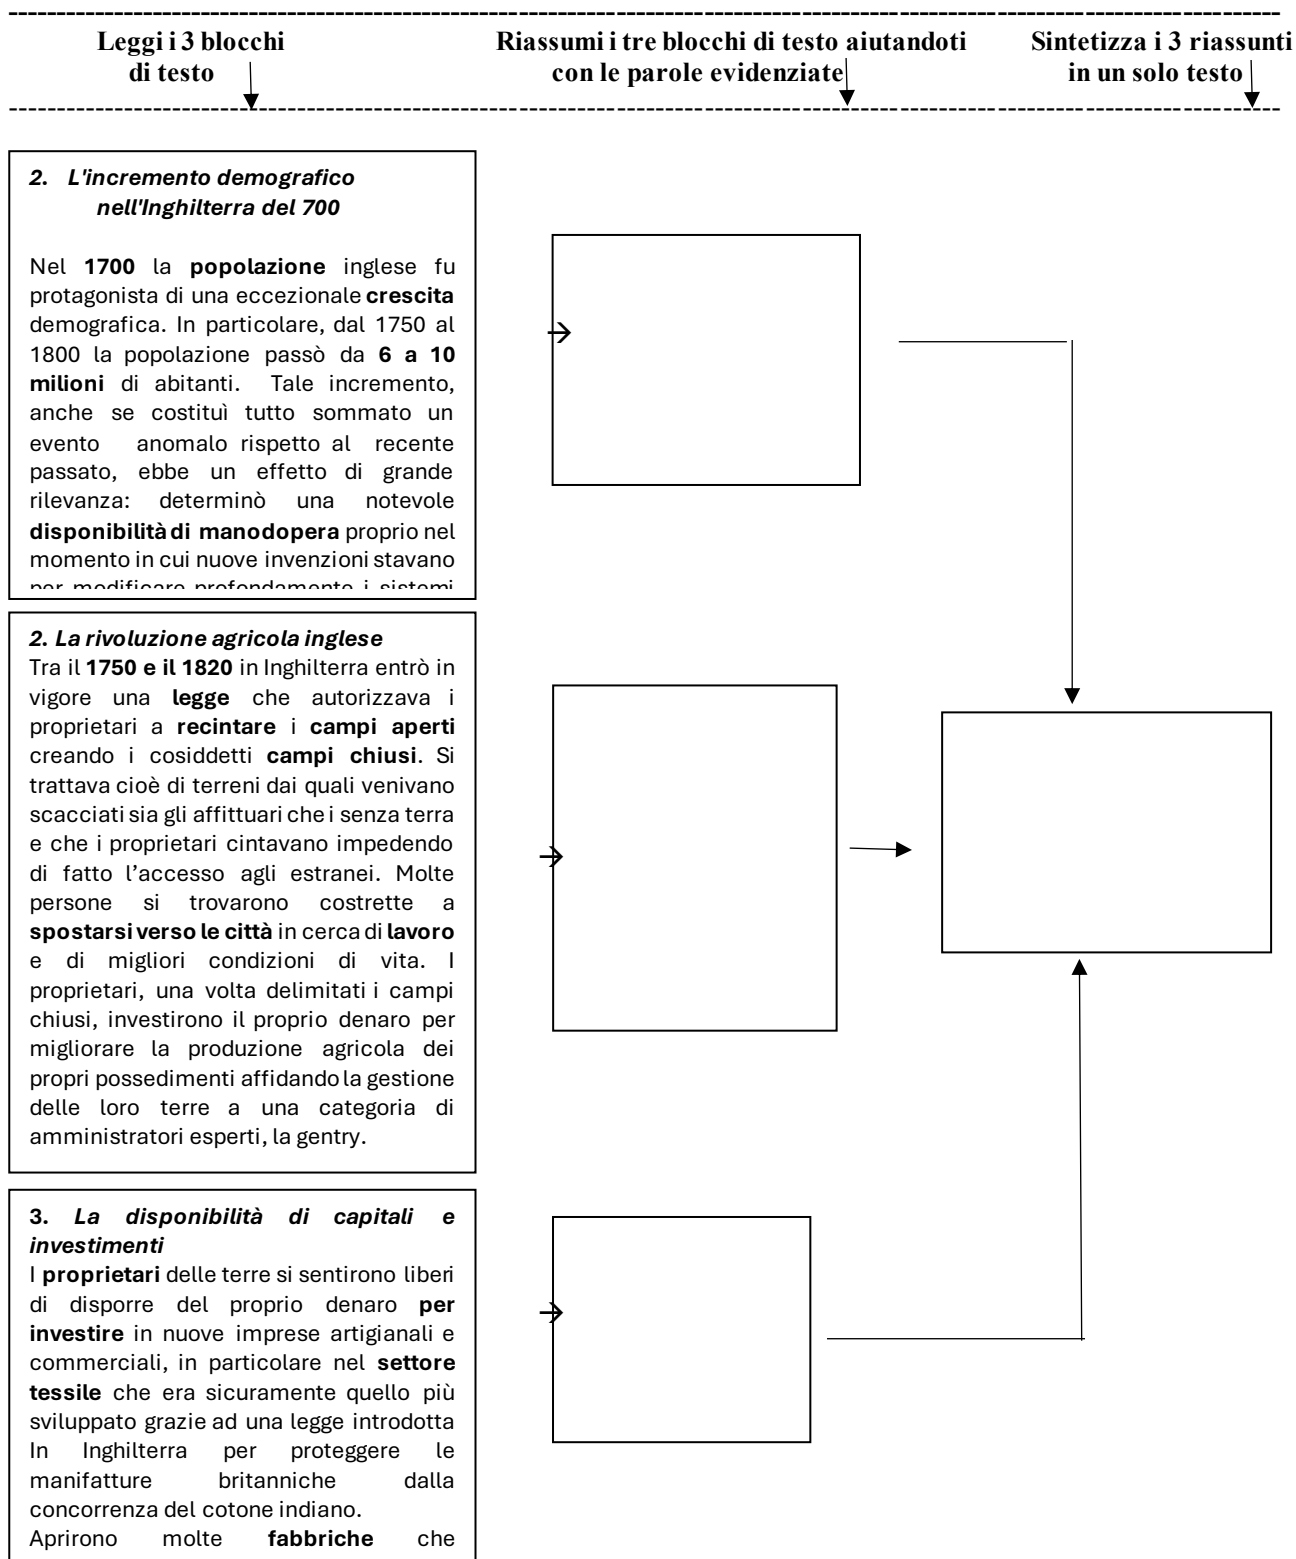 Leggi i 3 blocchi
di testo
Riassumi i tre blocchi di testo aiutandoti
con le parole evidenziate
Sintetizza i 3 riassunti
in un solo testo
2. L'incremento demografico
nell'Inghilterra del 700
Nel 1700 la popolazione inglese fu
protagonista di una eccezionale crescita
demografica. In particolare, dal 1750 al
1800 la popolazione passò da 6 a 10
milioni di abitanti. Tale incremento,
anche se costituì tutto sommato un
evento anomalo rispetto al recente
passato, ebbe un effetto di grande
rilevanza: determinò una notevole
disponibilità di manodopera proprio nel
momento in cui nuove invenzioni stavano
per modificare profondamente i sistemi
2. La rivoluzione agricola inglese
Tra il 1750 e il 1820 in Inghilterra entrò in
vigore una legge che autorizzava i
proprietari a recintare i campi aperti
creando i cosiddetti campi chiusi. Si
trattava cioè di terreni dai quali venivano
scacciati sia gli affittuari che i senza terra
e che i proprietari cintavano impedendo
di fatto l’accesso agli estranei. Molte
persone si trovarono costrette a
spostarsi verso le città in cerca di lavoro
e di migliori condizioni di vita. I
proprietari, una volta delimitati i campi
chiusi, investirono il proprio denaro per
migliorare la produzione agricola dei
propri possedimenti affidando la gestione
delle loro terre a una categoria di
amministratori esperti, la gentry.
3. La disponibilità di capitali e
investimenti
I proprietari delle terre si sentirono liberi
di disporre del proprio denaro per
investire in nuove imprese artigianali e
commerciali, in particolare nel settore
tessile che era sicuramente quello più
sviluppato grazie ad una legge introdotta
In Inghilterra per proteggere le
manifatture britanniche dalla
concorrenza del cotone indiano.
Aprirono molte fabbriche che